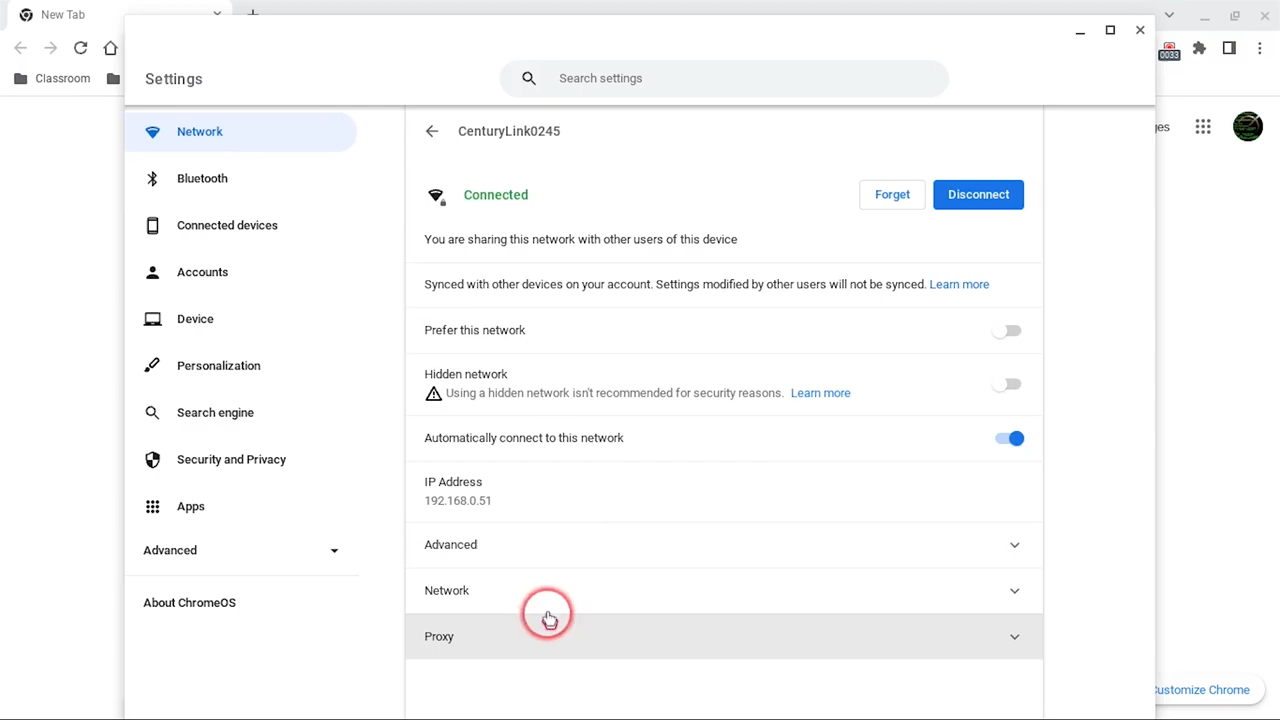 New Tab
0033
Classroom
Settings
Search settings
ges
Network
Bluetooth
Connected devices
Accounts
Device
Personalization
Search engine
Security and Privacy
Apps
Advanced
About ChromeOS
CenturyLink0245
Connected
Forget
Disconnect
You are sharing this network with other users of this device
Synced with other devices on your account. Settings modified by other users will not be synced. Learn more
Prefer this network
Hidden network
Using a hidden network isn't recommended for security reasons. Learn more
Automatically connect to this network
IP Address
192.168.0.51
Advanced
Network
Proxy
Customize Chrome